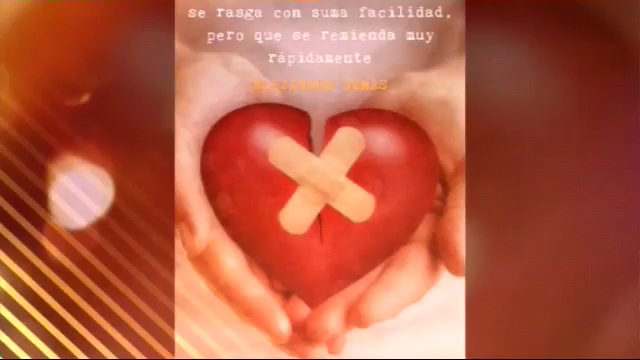 se rasga con suma facilidad,
pero que se remienda muy
rápidamente